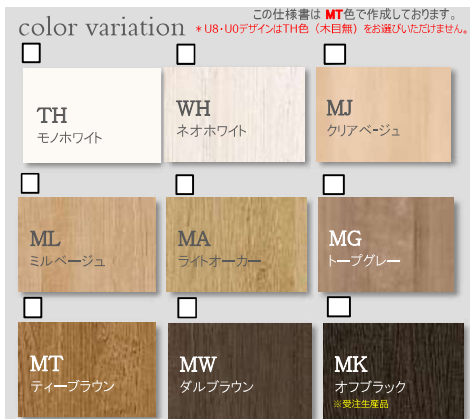 この仕様書は MT色で作成しております。
color variation
*U8・U0デザインはTH色（木目無）をお選びいただけません。
TH
モノホワイト
WH
ネオホワイト
MJ
クリアベージュ
ML
ミルベージュ
MA
ライトオーカー
MG
トープグレー
MT
ティーブラウン
MW
ダルブラウン
MK
オフブラック
※受注生産品